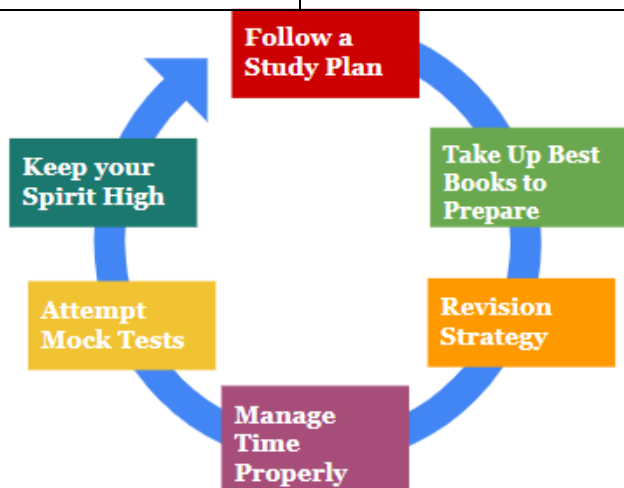 Follow a
Study Plan
Take Up Best
Books to
Prepare
Revision
Strategy
Manage
Time
Properly
Attempt
Mock Tests
Keep your
Spirit High